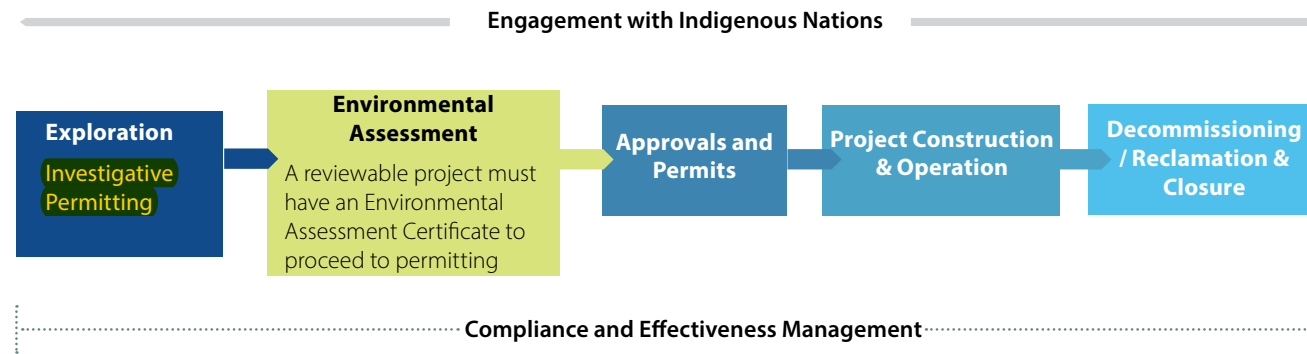 Engagement with Indigenous Nations
Exploration
Investigative
Permitting
Environmental
Assessment
A reviewable project must
have an Environmental
Assessment Certificate to
proceed to permitting
Approvals and
Permits
Project Construction
& Operation
Decommissioning
/ Reclamation &
Closure
Compliance and Effectiveness Management